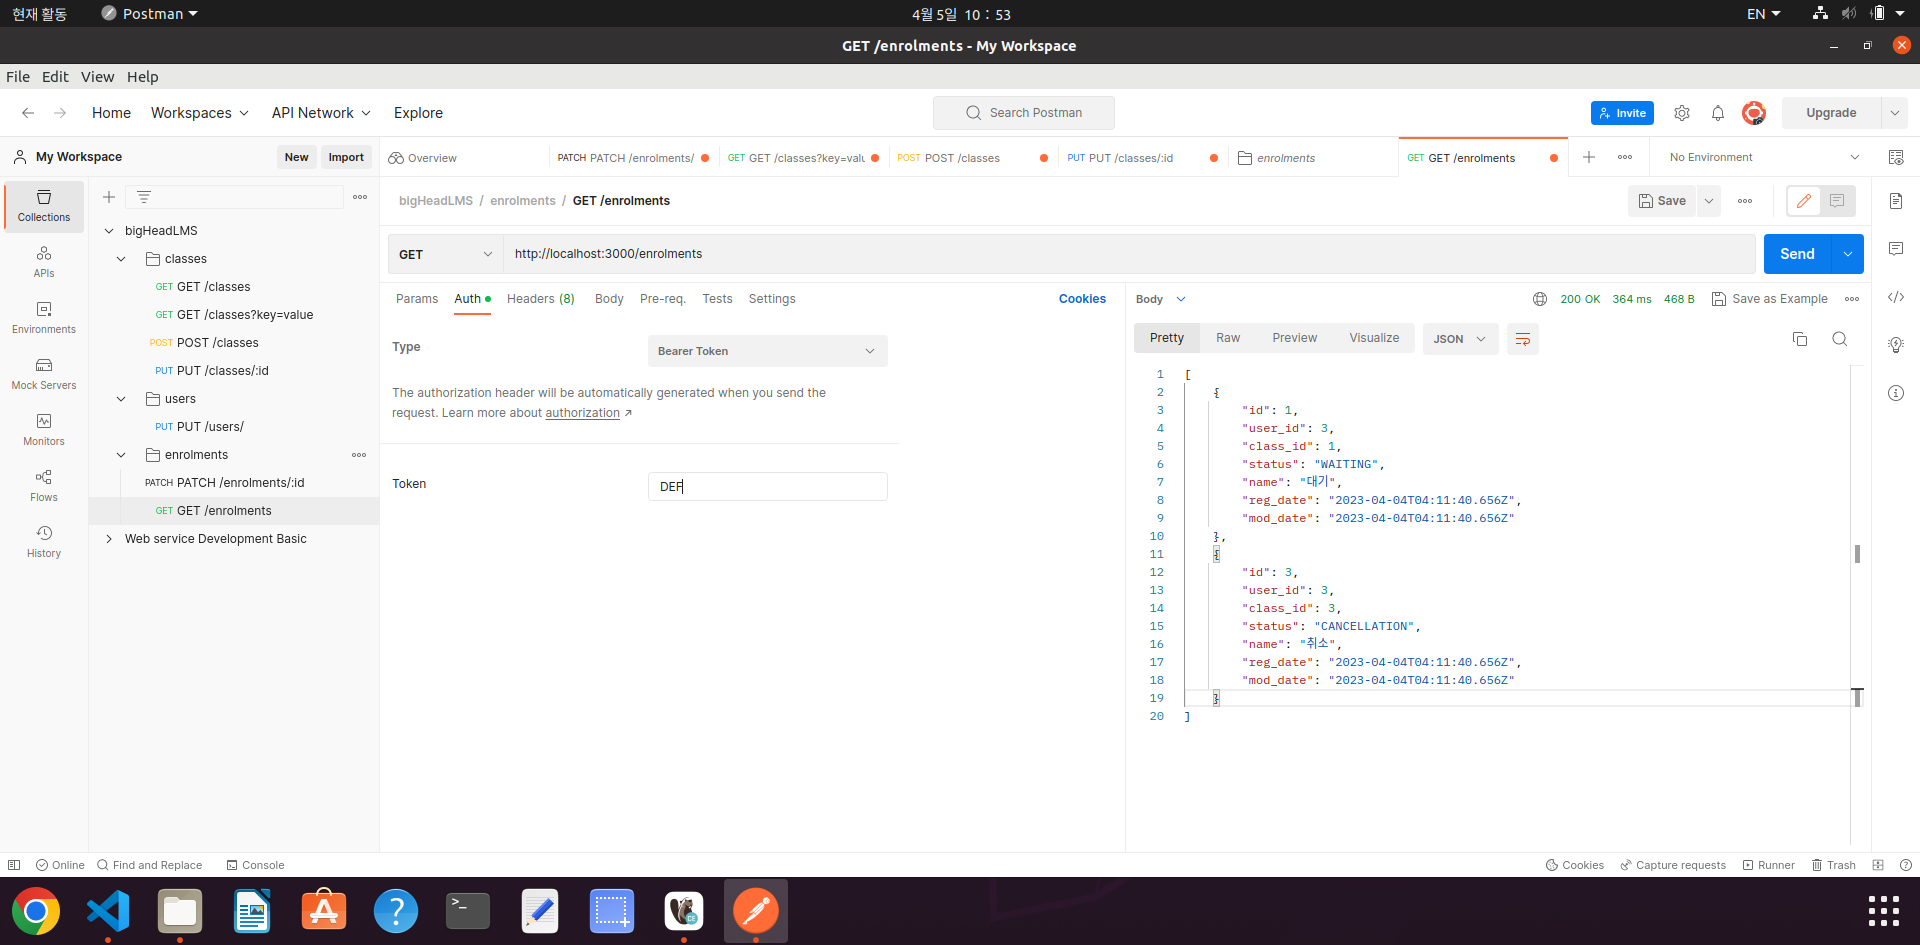 현재 활동 Postman 4월 5일 10 : 53 EN
GET /enrolments - My Workspace
File Edit View Help
Home Workspaces API Network Explore Search Postman Invite Upgrade
My Workspace New Import Overview PATCH PATCH /enrolments/ GET GET /classes?key=valu POST POST /classes PUT PUT /classes/:id enrolments GET GET /enrolments No Environment
Collections
APIs
Environments
Mock Servers
Monitors
Flows
History
bigHeadLMS
classes
GET GET /classes
GET GET /classes?key=value
POST POST /classes
PUT PUT /classes/:id
users
PUT PUT /users/
enrolments
PATCH PATCH /enrolments/:id
GET GET /enrolments
Web service Development Basic
bigHeadLMS / enrolments / GET /enrolments Save
GET http://localhost:3000/enrolments Send
Params Auth Headers (8) Body Pre-req. Tests Settings Cookies
Type Bearer Token
The authorization header will be automatically generated when you send the
request. Learn more about authorization ↗
Token DEF
Body 200 OK 364 ms 468 B Save as Example
Pretty Raw Preview Visualize JSON
1 [
2 {
3 "id": 1,
4 "user_id": 3,
5 "class_id": 1,
6 "status": "WAITING",
7 "name": "대기",
8 "reg_date": "2023-04-04T04:11:40.656Z",
9 "mod_date": "2023-04-04T04:11:40.656Z"
10 },
11 {
12 "id": 3,
13 "user_id": 3,
14 "class_id": 3,
15 "status": "CANCELLATION",
16 "name": "취소",
17 "reg_date": "2023-04-04T04:11:40.656Z",
18 "mod_date": "2023-04-04T04:11:40.656Z"
19 }
20 ]
Online Find and Replace Console Cookies Capture requests Runner Trash